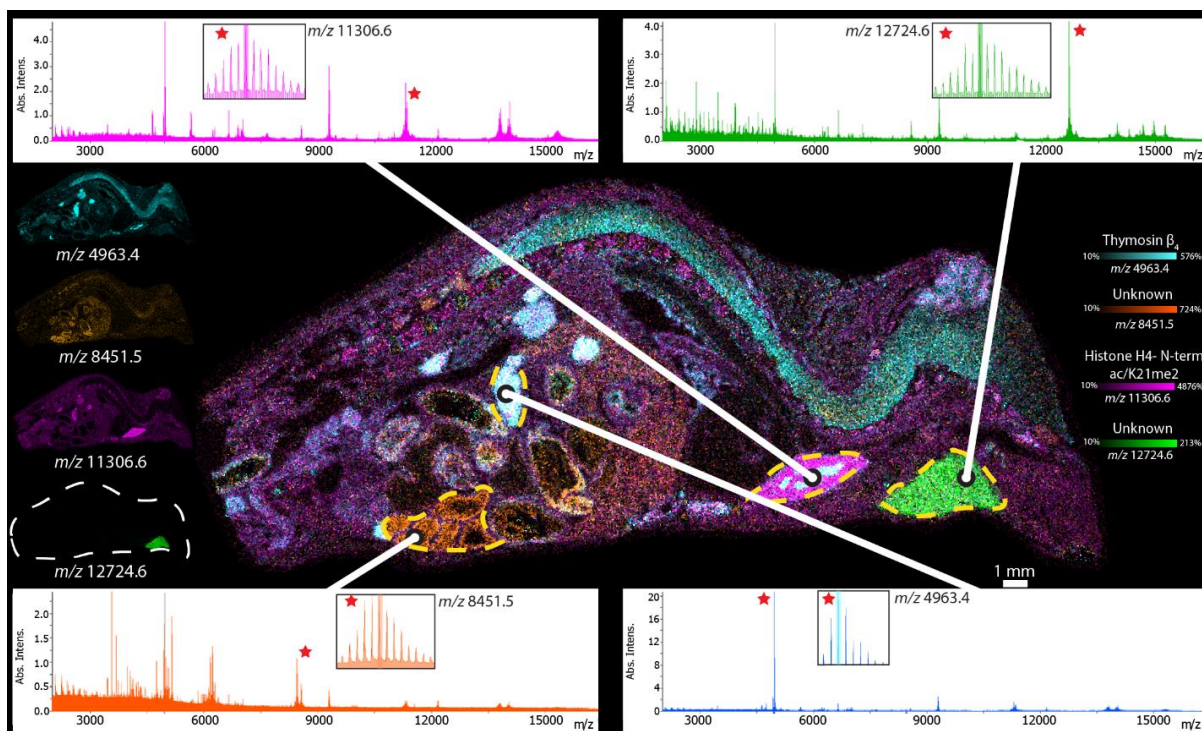 m/z 11306.6
Abs. Intens.
4.0
3.0
2.0
1.0
0.0
3000
6000
9000
12000
15000
m/z
m/z 12724.6
Abs. Intens.
4.0
3.0
2.0
1.0
0.0
3000
6000
9000
12000
15000
m/z
m/z 4963.4
m/z 8451.5
m/z 11306.6
m/z 12724.6
Thymosin β4
10% 576%
m/z 4963.4
Unknown
10% 724%
m/z 8451.5
Histone H4- N-term
ac/K21me2
10% 4876%
m/z 11306.6
Unknown
10% 213%
m/z 12724.6
1 mm
m/z 8451.5
Abs. Intens.
2.0
1.5
1.0
0.5
0.0
3000
6000
9000
12000
15000
m/z
m/z 4963.4
Abs. Intens.
20
16
12
8
4
0
3000
6000
9000
12000
15000
m/z